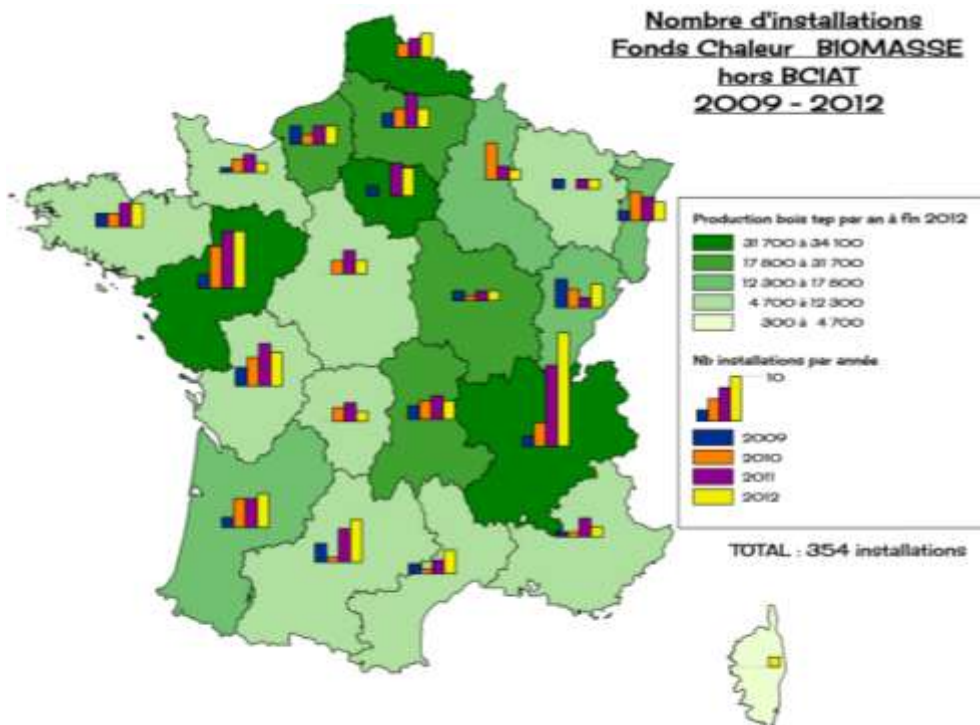 Nombre d'installations
Fonds Chaleur BIOMASSE
hors BCIAT
2009 - 2012
Production bois tep par an à fin 2012
31 700 à 34 100
17 800 à 31 700
12 300 à 17 800
4 700 à 12 300
300 à 4 700
Nb installations par année
10
2009
2010
2011
2012
TOTAL : 354 installations